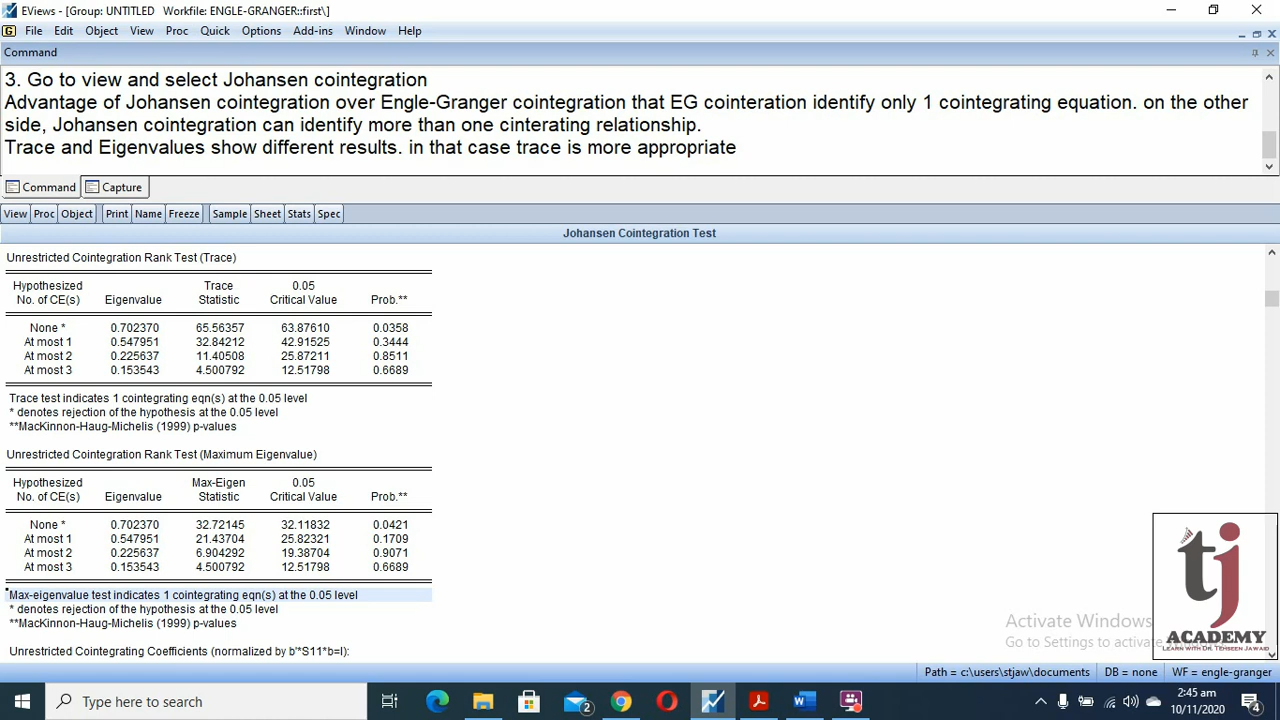 EViews - [Group: UNTITLED Workfile: ENGLE-GRANGER::first\]
File Edit Object View Proc Quick Options Add-ins Window Help
Command
3. Go to view and select Johansen cointegration
Advantage of Johansen cointegration over Engle-Granger cointegration that EG cointeration identify only 1 cointegrating equation. on the other
side, Johansen cointegration can identify more than one cinterating relationship.
Trace and Eigenvalues show different results. in that case trace is more appropriate
Command Capture
View Proc Object Print Name Freeze Sample Sheet Stats Spec
Johansen Cointegration Test
Unrestricted Cointegration Rank Test (Trace)
Hypothesized Trace 0.05
No. of CE(s) Eigenvalue Statistic Critical Value Prob.**
None * 0.702370 65.56357 63.87610 0.0358
At most 1 0.547951 32.84212 42.91525 0.3444
At most 2 0.225637 11.40508 25.87211 0.8511
At most 3 0.153543 4.500792 12.51798 0.6689
Trace test indicates 1 cointegrating eqn(s) at the 0.05 level
* denotes rejection of the hypothesis at the 0.05 level
**MacKinnon-Haug-Michelis (1999) p-values
Unrestricted Cointegration Rank Test (Maximum Eigenvalue)
Hypothesized Max-Eigen 0.05
No. of CE(s) Eigenvalue Statistic Critical Value Prob.**
None * 0.702370 32.72145 32.11832 0.0421
At most 1 0.547951 21.43704 25.82321 0.1709
At most 2 0.225637 6.904292 19.38704 0.9071
At most 3 0.153543 4.500792 12.51798 0.6689
Max-eigenvalue test indicates 1 cointegrating eqn(s) at the 0.05 level
* denotes rejection of the hypothesis at the 0.05 level
**MacKinnon-Haug-Michelis (1999) p-values
Unrestricted Cointegrating Coefficients (normalized by b'*S11*b=I):
Activate Windows
Go to Settings to activate
tj
ACADEMY
LEARN WITH DR. TEHSEEN JAWAID
Path = c:\users\stjaw\documents DB = none WF = engle-granger
Type here to search
2
2:45 am
10/11/2020
4